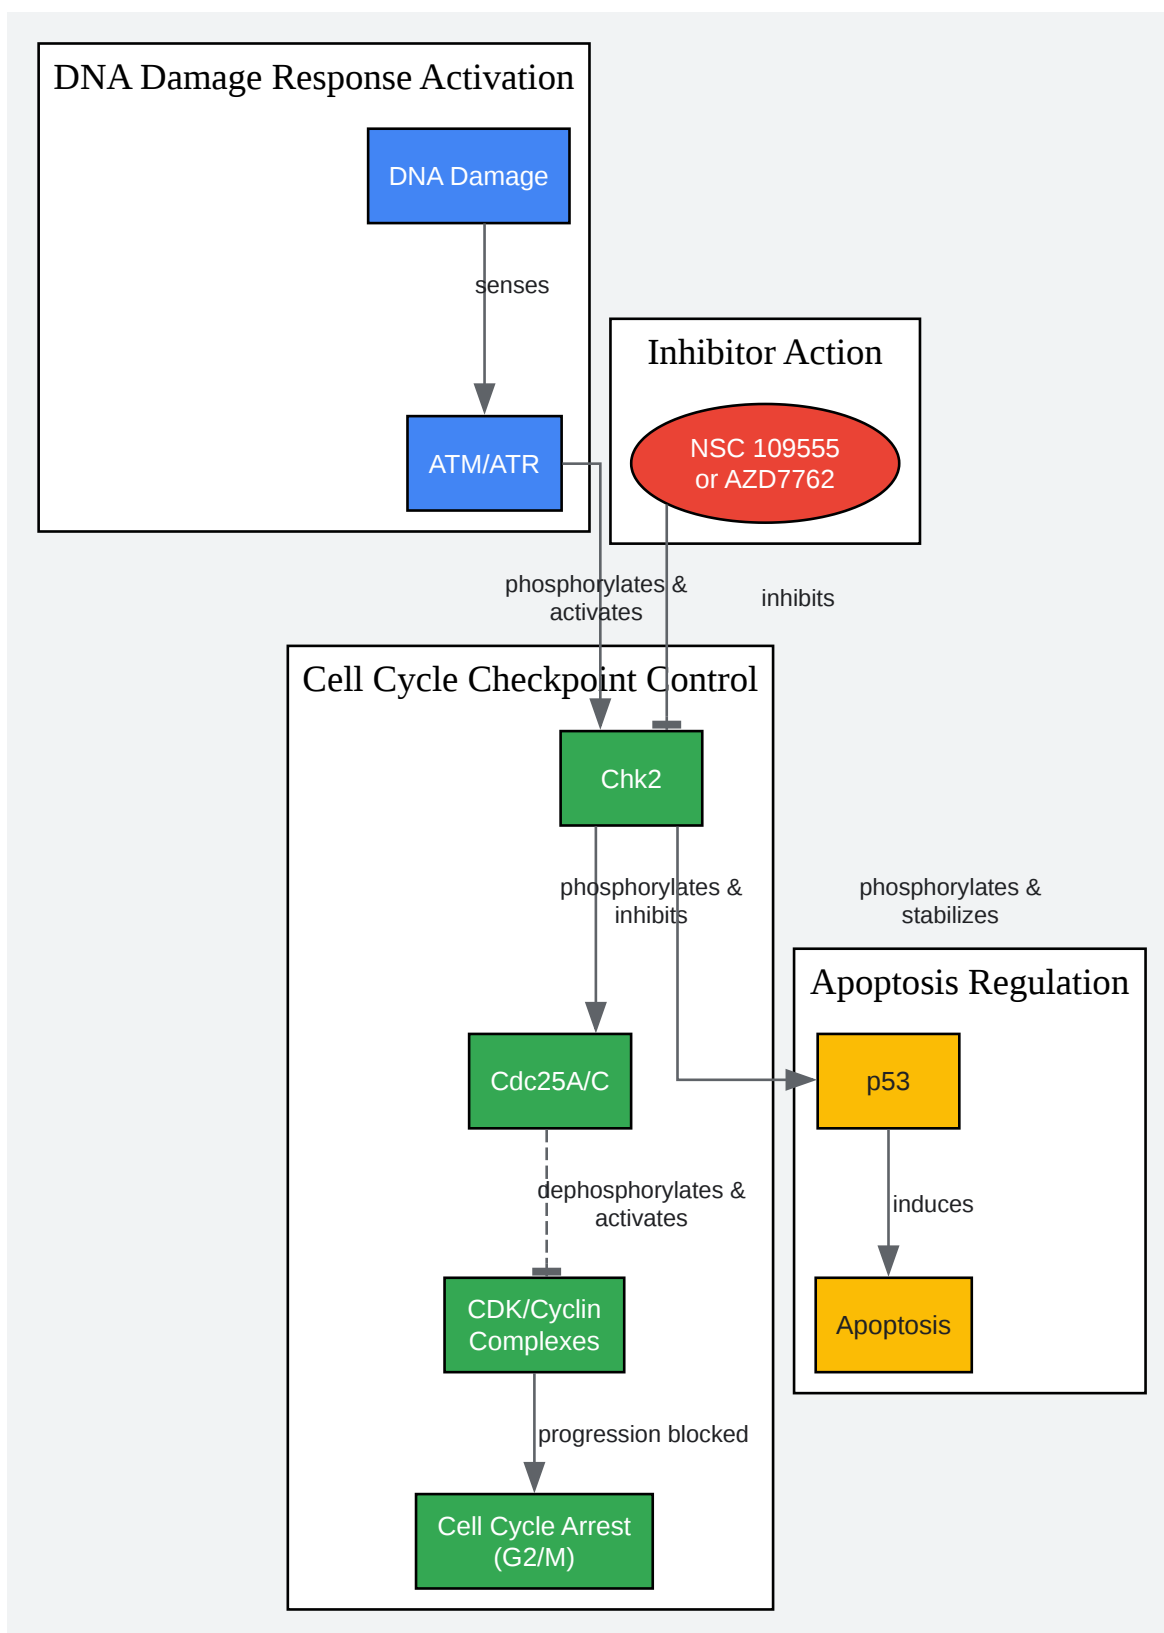 DNA Damage Response Activation
DNA Damage
senses
ATM/ATR
Inhibitor Action
NSC 109555
or AZD7762
phosphorylates &
activates
inhibits
Cell Cycle Checkpoint Control
Chk2
phosphorylates &
inhibits
phosphorylates &
stabilizes
Apoptosis Regulation
Cdc25A/C
p53
dephosphorylates &
activates
induces
CDK/Cyclin
Complexes
Apoptosis
progression blocked
Cell Cycle Arrest
(G2/M)